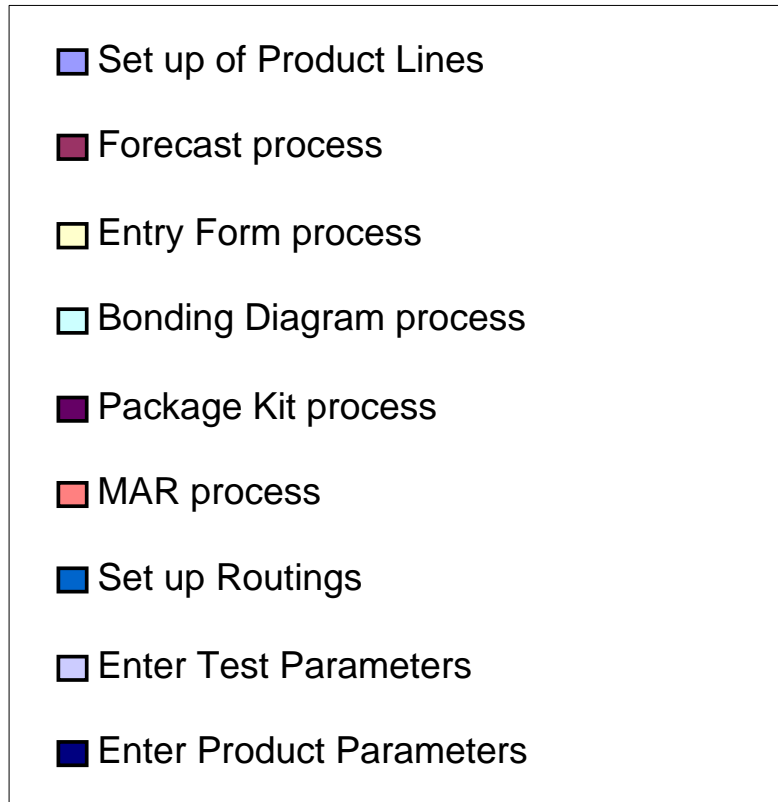 Set up of Product Lines
Forecast process
Entry Form process
Bonding Diagram process
Package Kit process
MAR process
Set up Routings
Enter Test Parameters
Enter Product Parameters